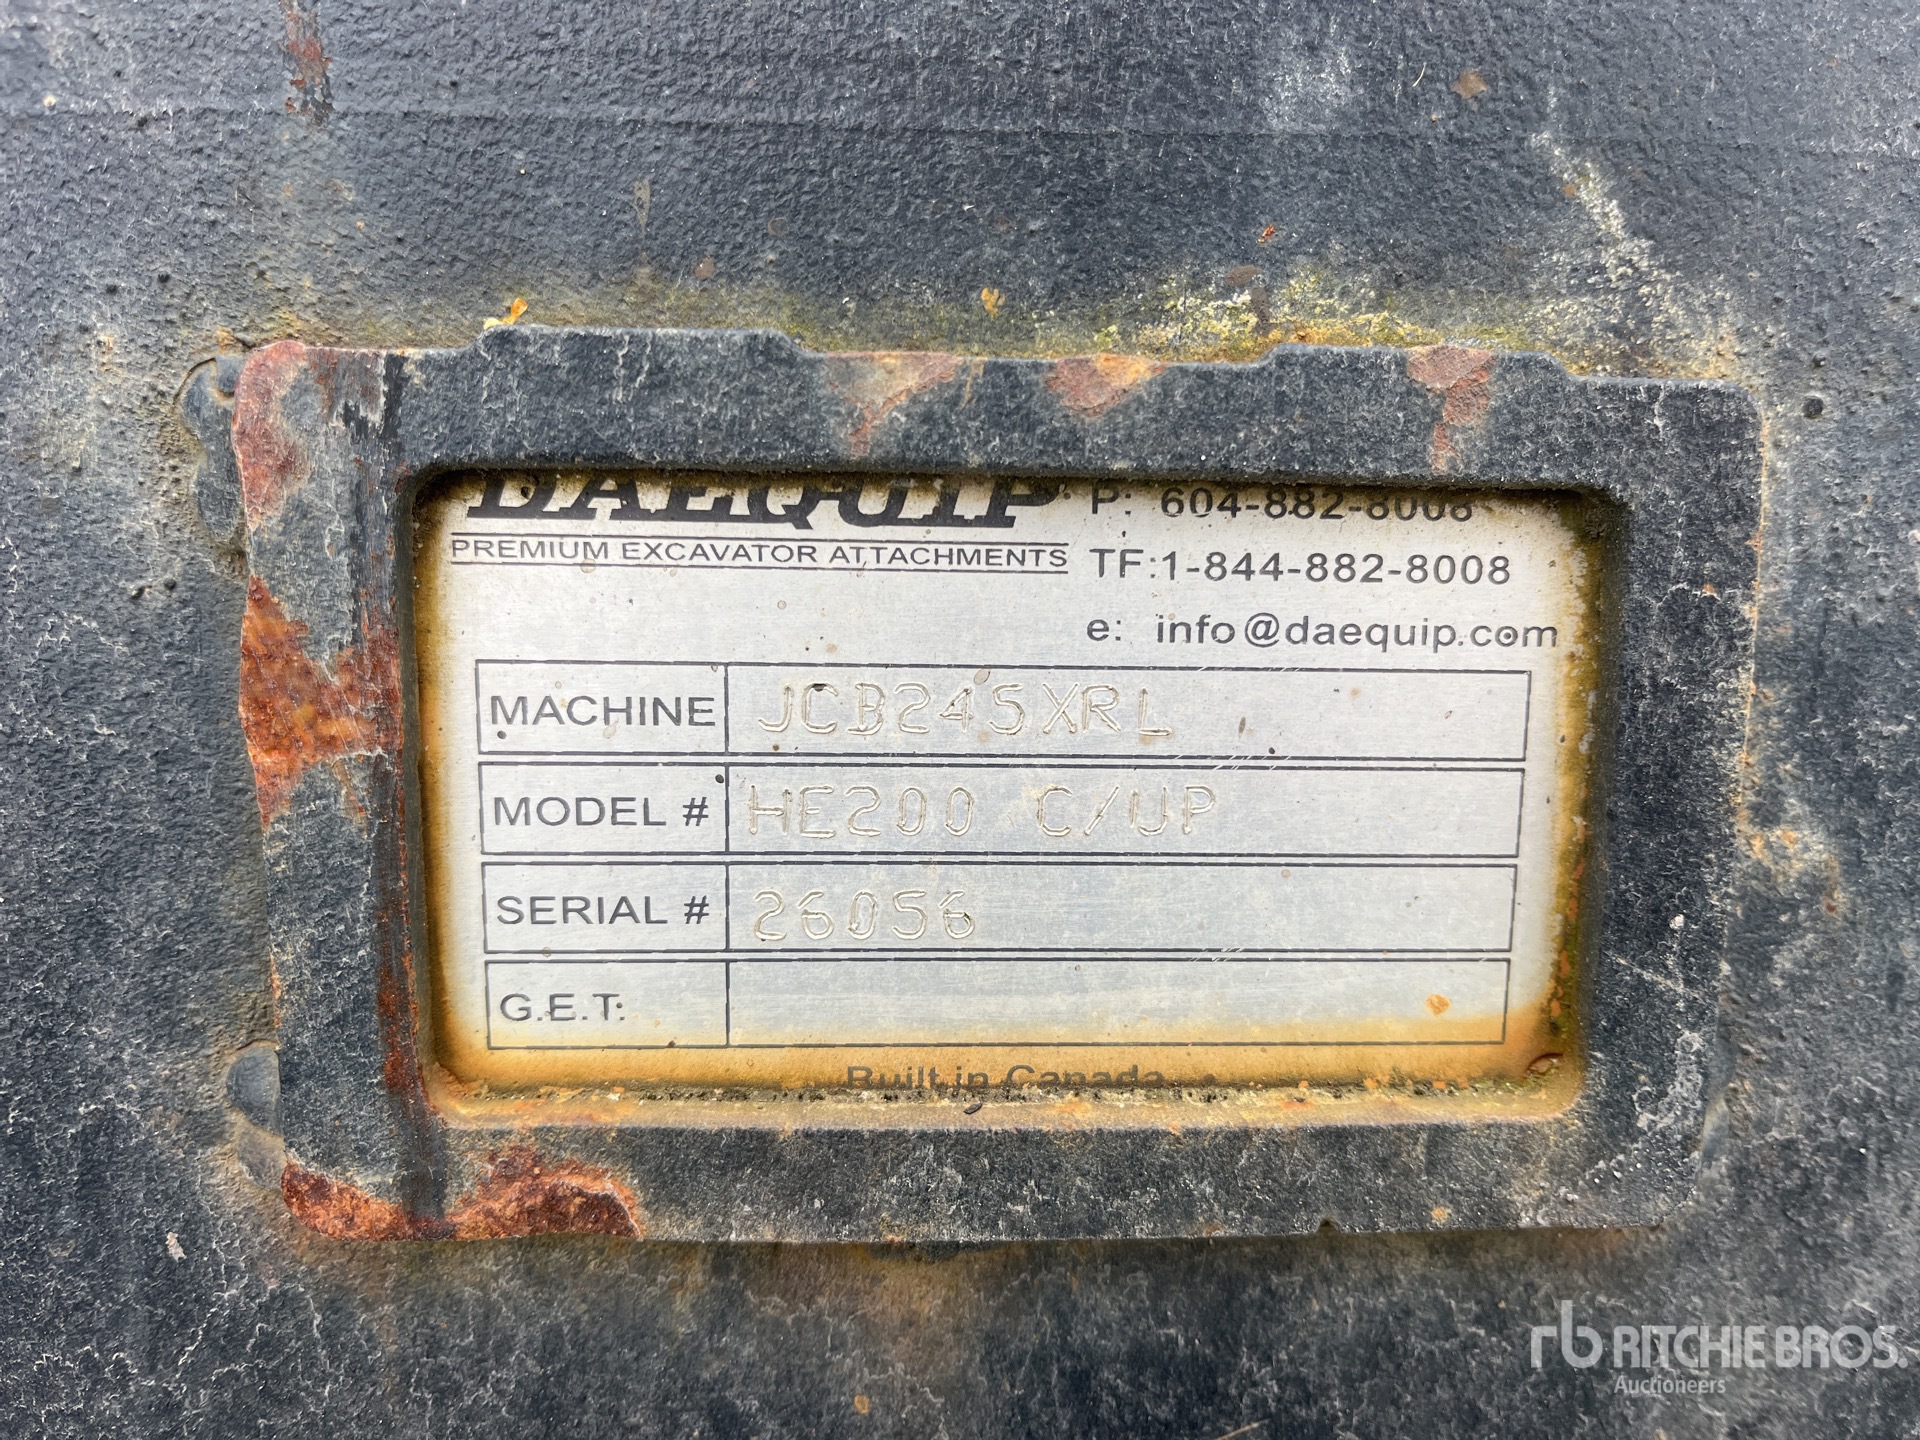 DAEQUIP
P: 604-882-8008
PREMIUM EXCAVATOR ATTACHMENTS
TF:1-844-882-8008
e: info@daequip.com
MACHINE JCB245XRL
MODEL # HE200 C/UP
SERIAL # 26056
G.E.T:
Built in Canada
rb RITCHIE BROS.
Auctioneers